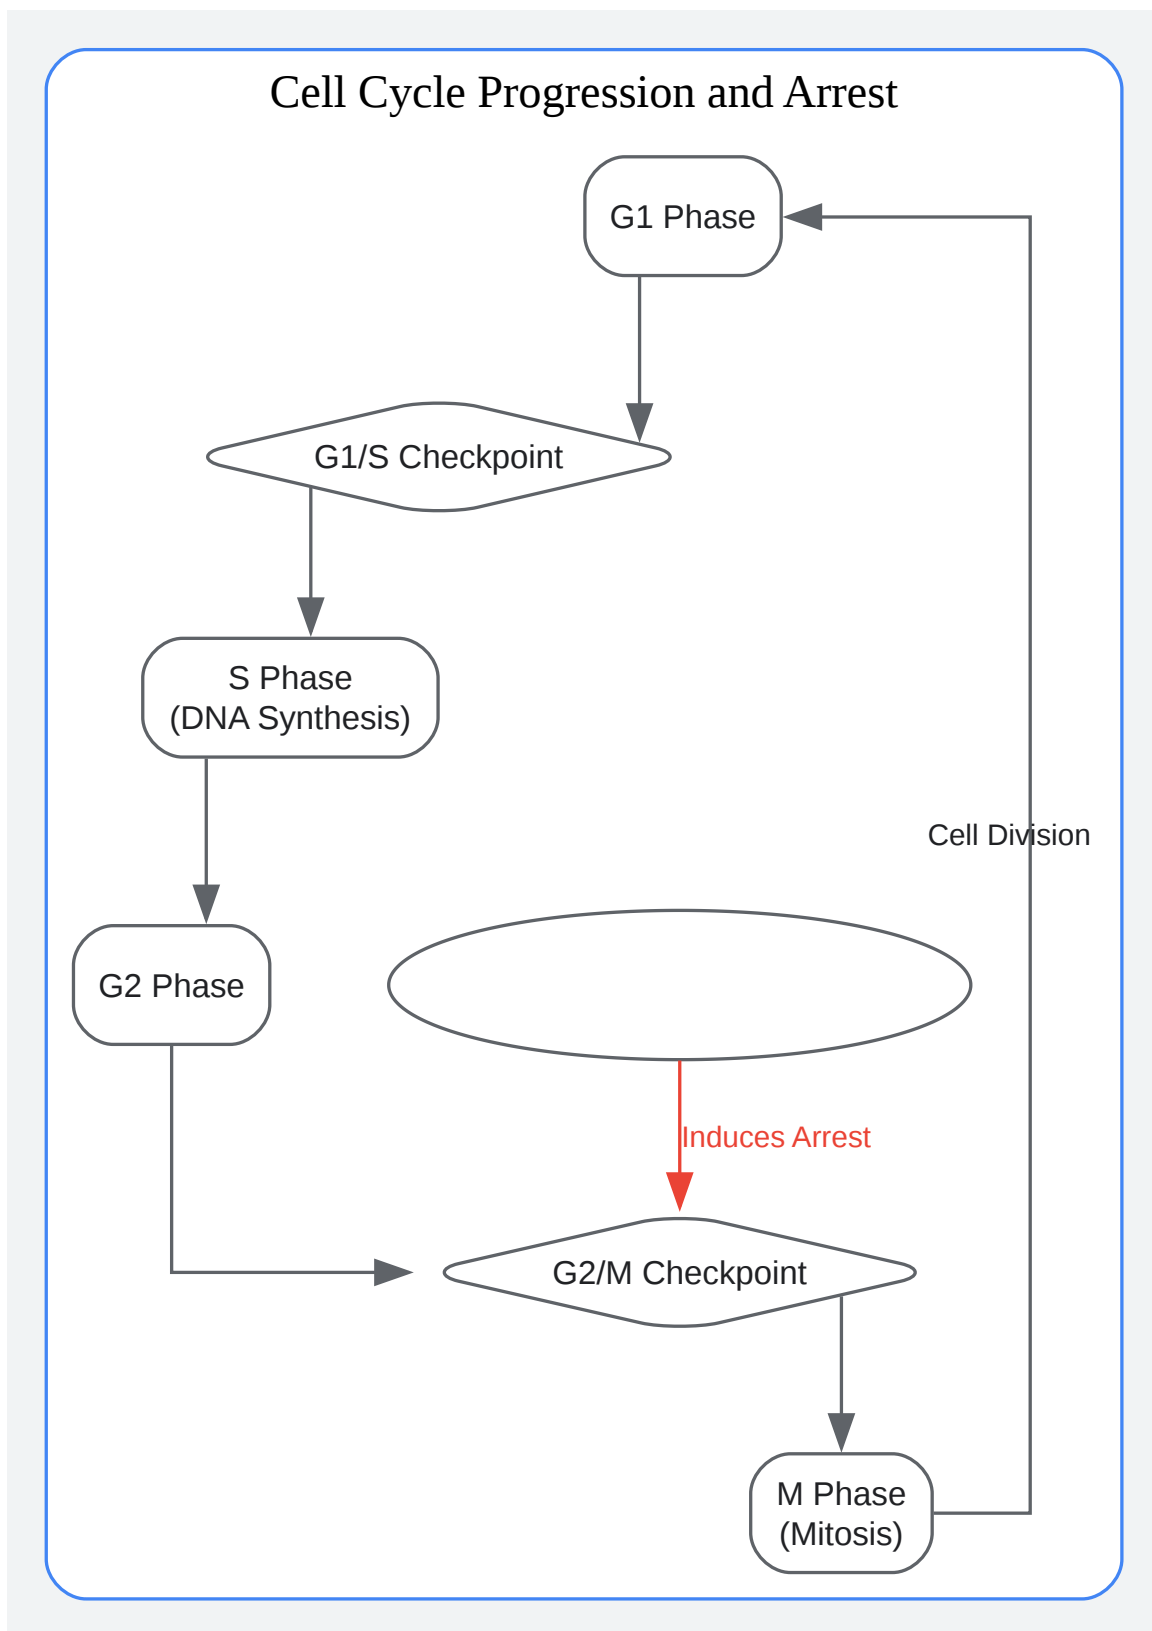 Cell Cycle Progression and Arrest
G1 Phase
G1/S Checkpoint
S Phase
(DNA Synthesis)
Cell Division
G2 Phase
Induces Arrest
G2/M Checkpoint
M Phase
(Mitosis)